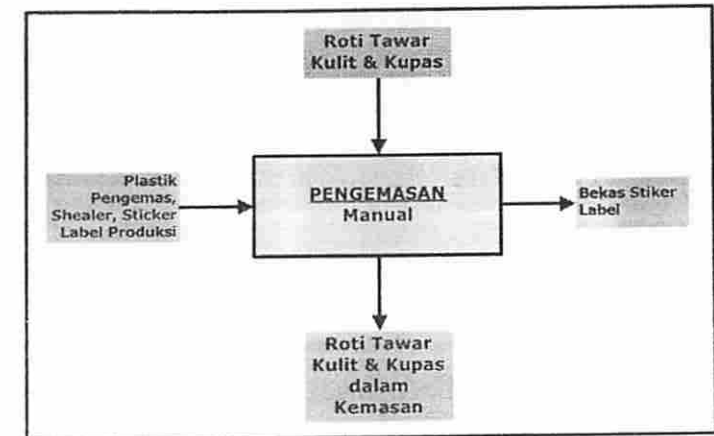 Roti Tawar
Kulit & Kupas
Plastik
Pengemas,
Shealer, Sticker
Label Produksi
PENGEMASAN
Manual
Bekas Stiker
Label
Roti Tawar
Kulit & Kupas
dalam
Kemasan